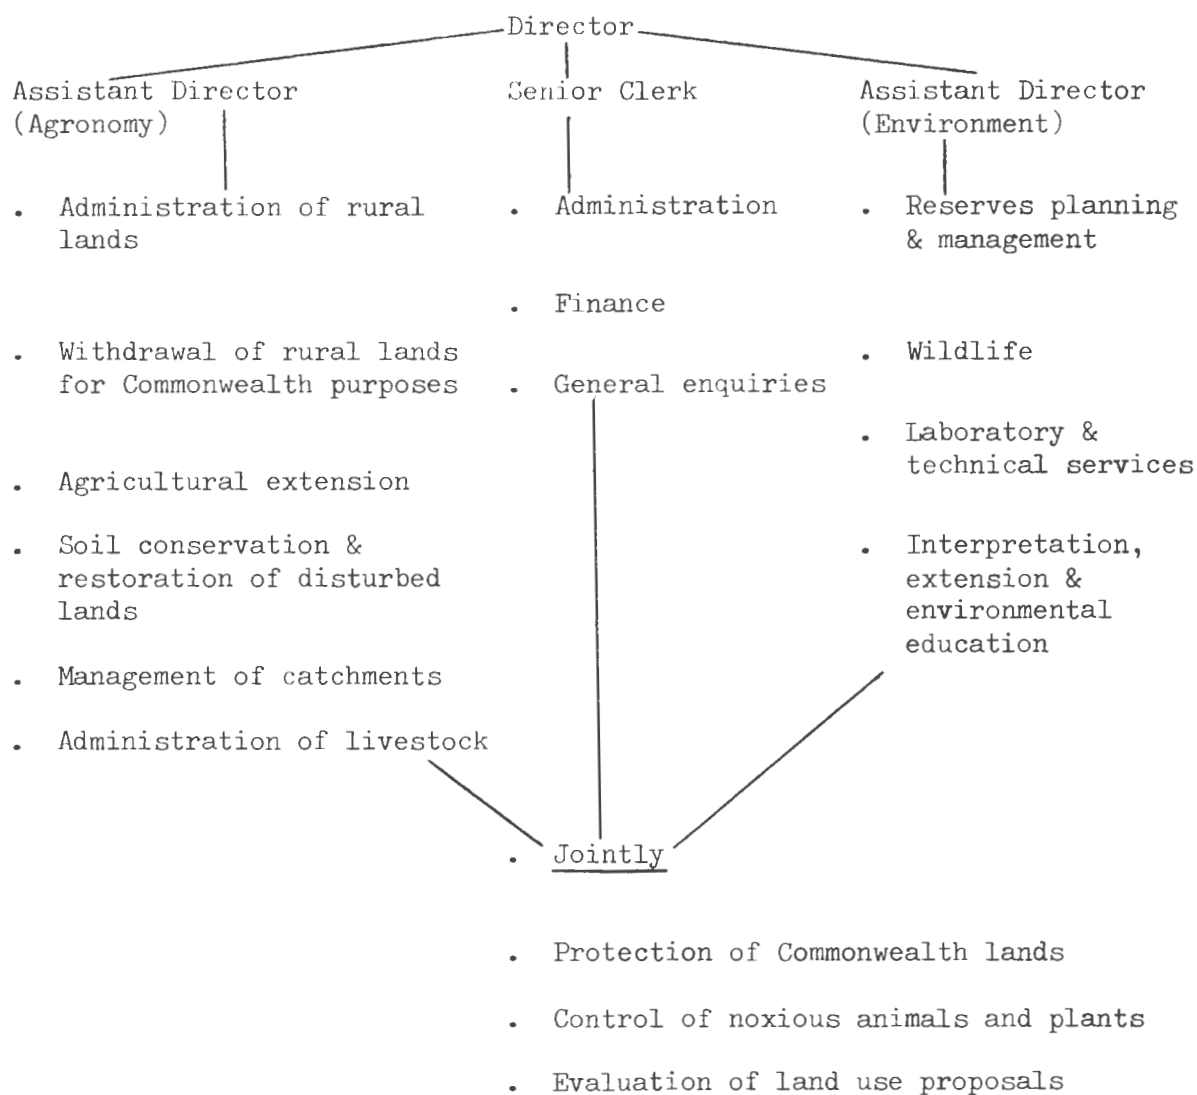 Director
Assistant Director
(Agronomy)
. Administration of rural
lands
. Withdrawal of rural lands
for Commonwealth purposes
. Agricultural extension
. Soil conservation &
restoration of disturbed
lands
. Management of catchments
. Administration of livestock
Senior Clerk
. Administration
. Finance
. General enquiries
Assistant Director
(Environment)
. Reserves planning
& management
. Wildlife
. Laboratory &
technical services
. Interpretation,
extension &
environmental
education
. Jointly
. Protection of Commonwealth lands
. Control of noxious animals and plants
. Evaluation of land use proposals